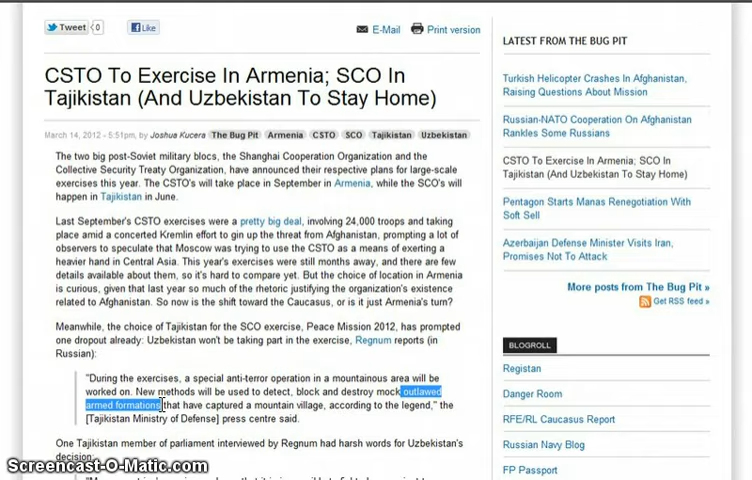 Tweet 0 Like E-Mail Print version
CSTO To Exercise In Armenia; SCO In
Tajikistan (And Uzbekistan To Stay Home)
March 14, 2012 - 5:51pm, by Joshua Kucera The Bug Pit Armenia CSTO SCO Tajikistan Uzbekistan
The two big post-Soviet military blocs, the Shanghai Cooperation Organization and the
Collective Security Treaty Organization, have announced their respective plans for large-scale
exercises this year. The CSTO's will take place in September in Armenia, while the SCO's will
happen in Tajikistan in June.
Last September's CSTO exercises were a pretty big deal, involving 24,000 troops and taking
place amid a concerted Kremlin effort to gin up the threat from Afghanistan, prompting a lot of
observers to speculate that Moscow was trying to use the CSTO as a means of exerting a
heavier hand in Central Asia. This year's exercises were still months away, and there are few
details available about them, so it's hard to compare yet. But the choice of location in Armenia
is curious, given that last year so much of the rhetoric justifying the organization's existence
related to Afghanistan. So now is the shift toward the Caucasus, or is it just Armenia's turn?
Meanwhile, the choice of Tajikistan for the SCO exercise, Peace Mission 2012, has prompted
one dropout already: Uzbekistan won't be taking part in the exercise, Regnum reports (in
Russian):
"During the exercises, a special anti-terror operation in a mountainous area will be
worked on. New methods will be used to detect, block and destroy mock outlawed
armed formations that have captured a mountain village, according to the legend," the
[Tajikistan Ministry of Defense] press centre said.
One Tajikistan member of parliament interviewed by Regnum had harsh words for Uzbekistan's
decision:
LATEST FROM THE BUG PIT
Turkish Helicopter Crashes In Afghanistan,
Raising Questions About Mission
Russian-NATO Cooperation On Afghanistan
Rankles Some Russians
CSTO To Exercise In Armenia; SCO In
Tajikistan (And Uzbekistan To Stay Home)
Pentagon Starts Manas Renegotiation With
Soft Sell
Azerbaijan Defense Minister Visits Iran,
Promises Not To Attack
More posts from The Bug Pit »
Get RSS feed »
BLOGROLL
Registan
Danger Room
RFE/RL Caucasus Report
Russian Navy Blog
FP Passport
Screencast-O-Matic.com